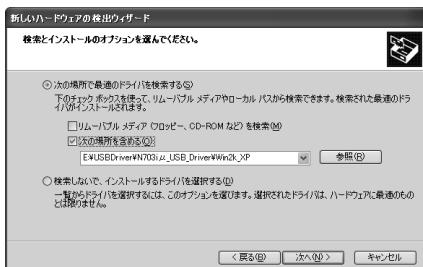 新しいハードウェアの検出ウィザード
検索とインストールのオプションを選んでください。
次の場所で最適のドライバを検索する(S)
下のチェック ボックスを使って、リムーバブル メディアやローカル パスから検索できます。検索された最適のドラ
イバがインストールされます。
リムーバブル メディア (フロッピー、CD-ROM など) を検索(M)
次の場所を含める(O):
E:¥USBDriver¥N703iμ_USB_Driver¥Win2k_XP
参照(R)
検索しないで、インストールするドライバを選択する(D)
一覧からドライバを選択するには、このオプションを選びます。選択されたドライバは、ハードウェアに最適のもの
とは限りません。
< 戻る(B)
次へ(N) >
キャンセル